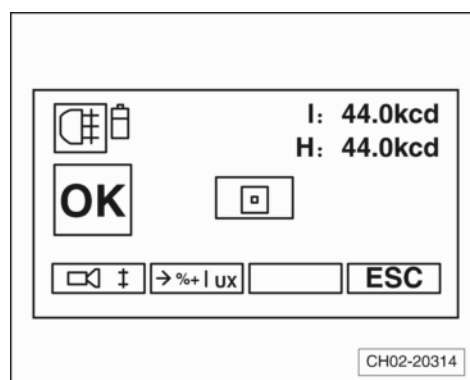 I: 44.0kcd
H: 44.0kcd
OK
→%+l ux
ESC
CH02-20314